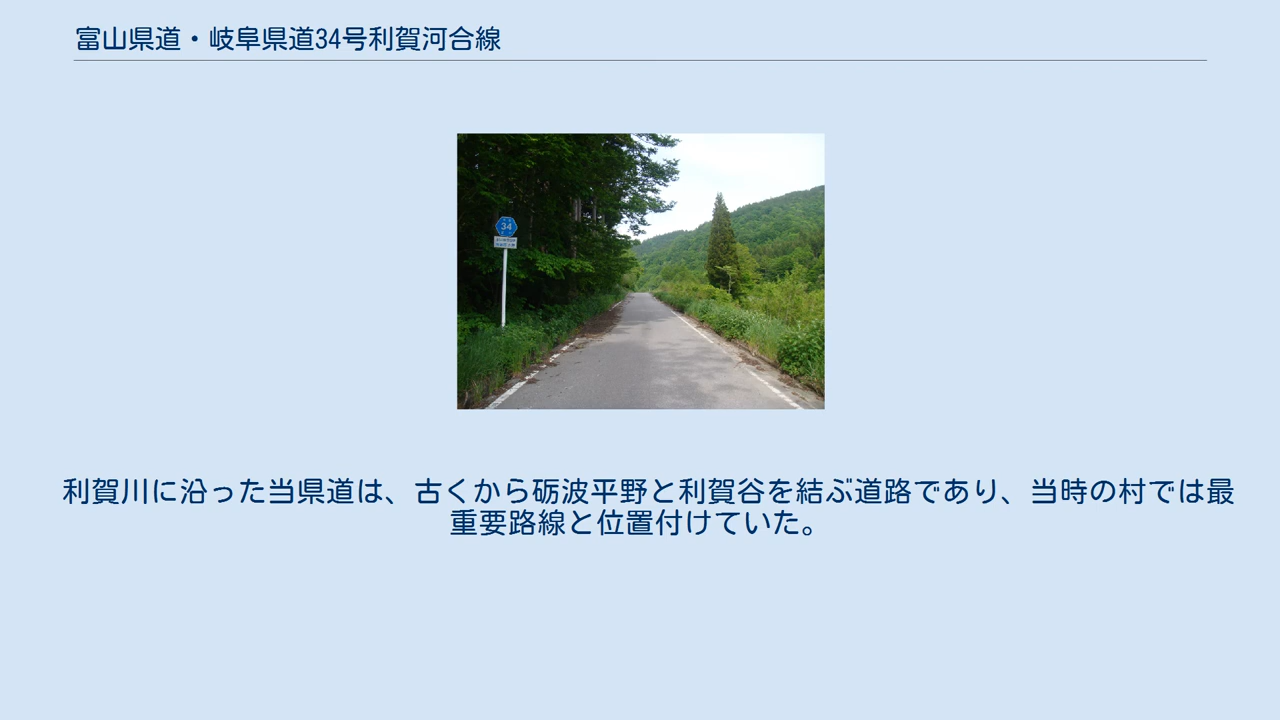 富山県道・岐阜県道34号利賀河合線
34
利賀川に沿った当県道は、古くから砺波平野と利賀谷を結ぶ道路であり、当時の村では最
重要路線と位置付けていた。